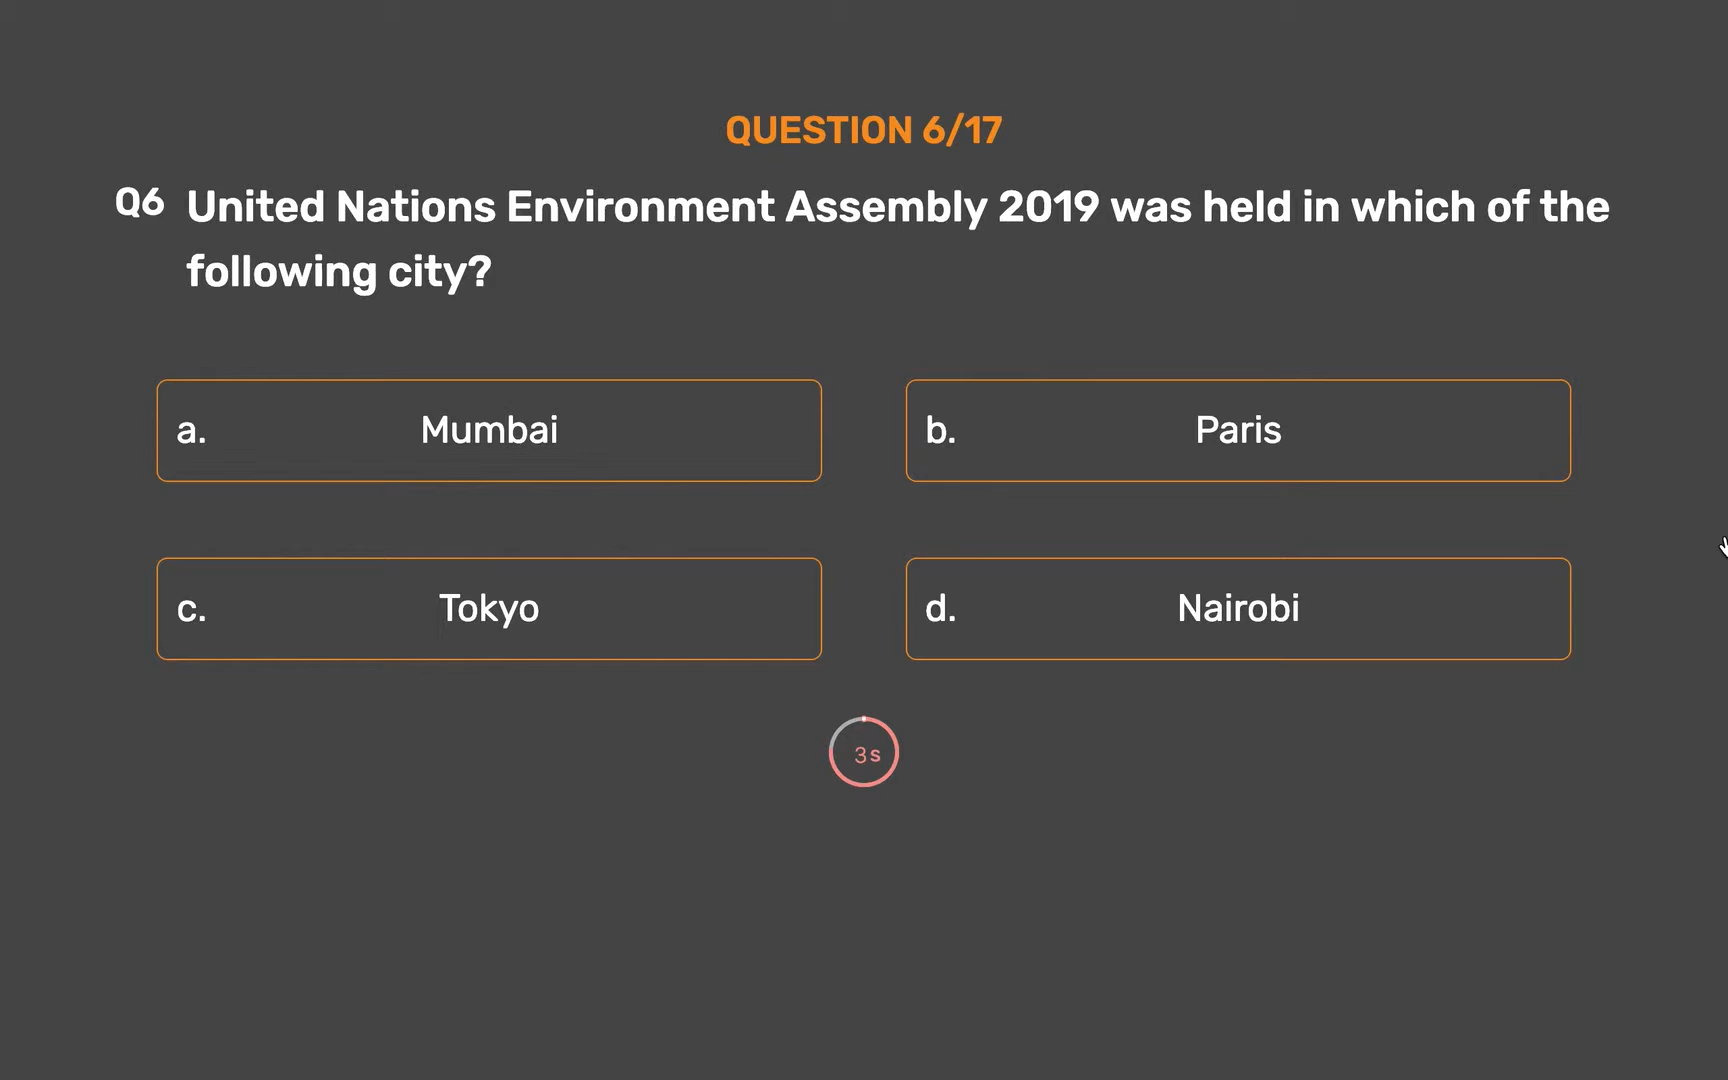 QUESTION 6/17
Q6 United Nations Environment Assembly 2019 was held in which of the
following city?
a. Mumbai
b. Paris
c. Tokyo
d. Nairobi
3s